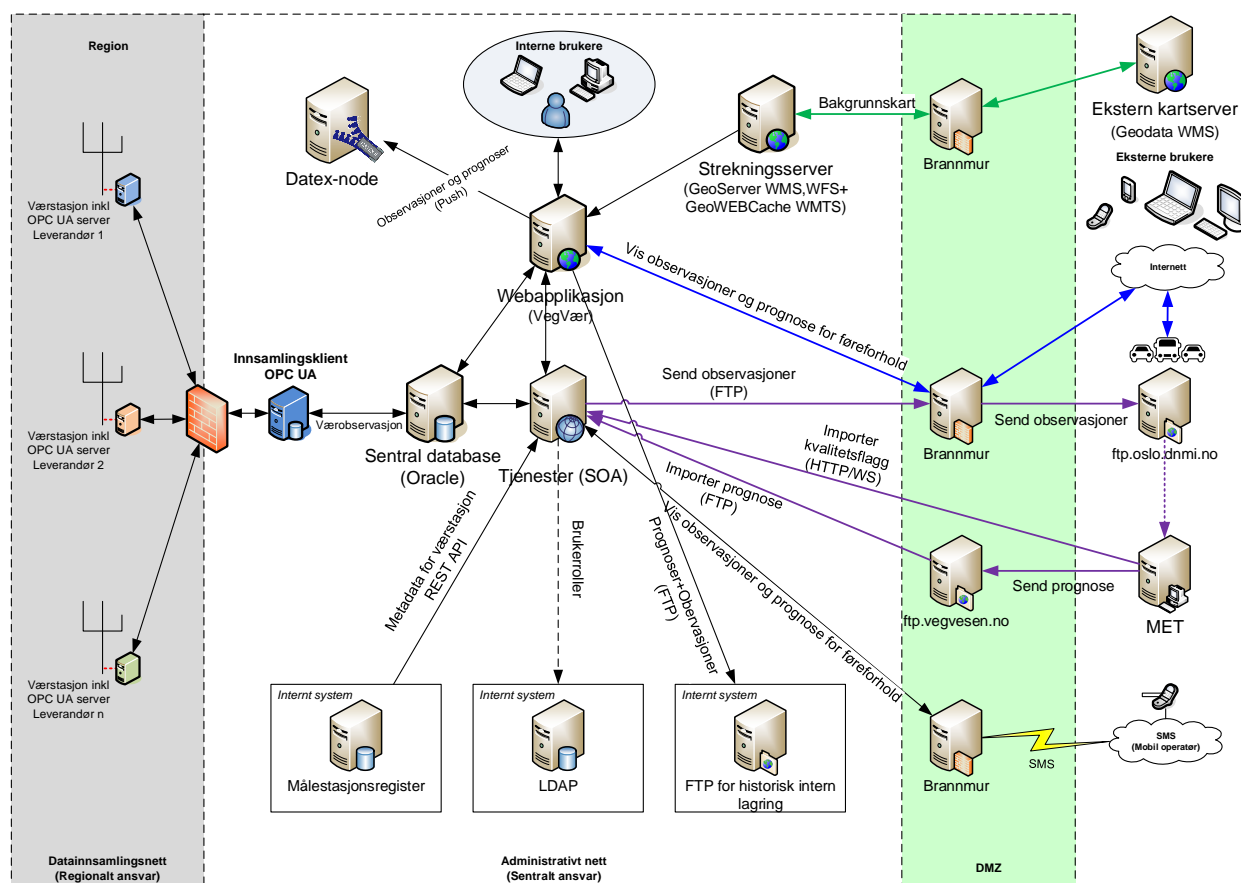 Region
Værstasjon inkl
OPC UA server
Leverandør 1
Værstasjon inkl
OPC UA server
Leverandør 2
Værstasjon inkl
OPC UA server
Leverandør n
Datainnsamlingsnett
(Regionalt ansvar)
Interne brukere
Datex-node
Observasjoner og prognoser
(Push)
Strekningsserver
(GeoServer WMS,WFS+
GeoWEBCache WMTS)
Bakgrunnskart
Webapplikasjon
(VegVær)
Innsamlingsklient
OPC UA
Værobservasjon
Sentral database
(Oracle)
Tjenester (SOA)
Vis observasjoner og prognose for føreforhold
Send observasjoner
(FTP)
Importer
kvalitetsflagg
(HTTP/WS)
Importer prognose
(FTP)
Metadata for værstasjon
REST API
Brukerroller
Prognoser+Obervasjoner
(FTP)
Vis observasjoner og prognose for føreforhold
Internt system
Målestasjonsregister
Internt system
LDAP
Internt system
FTP for historisk intern
lagring
Administrativt nett
(Sentralt ansvar)
Brannmur
Brannmur
ftp.vegvesen.no
Brannmur
DMZ
Ekstern kartserver
(Geodata WMS)
Eksterne brukere
Internett
Send observasjoner
ftp.oslo.dnmi.no
Send prognose
MET
SMS
SMS
(Mobil operatør)